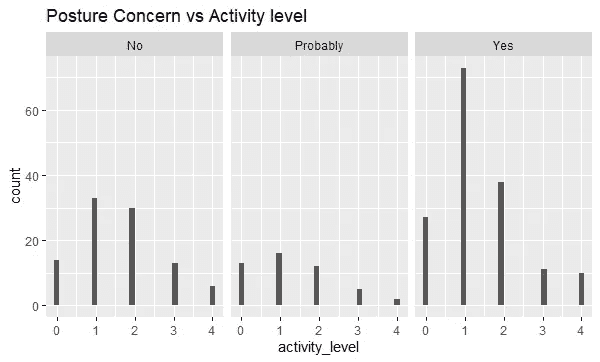 Posture Concern vs Activity level
No Probably Yes
60
40
20
0
count
0 1 2 3 4 0 1 2 3 4 0 1 2 3 4
activity_level